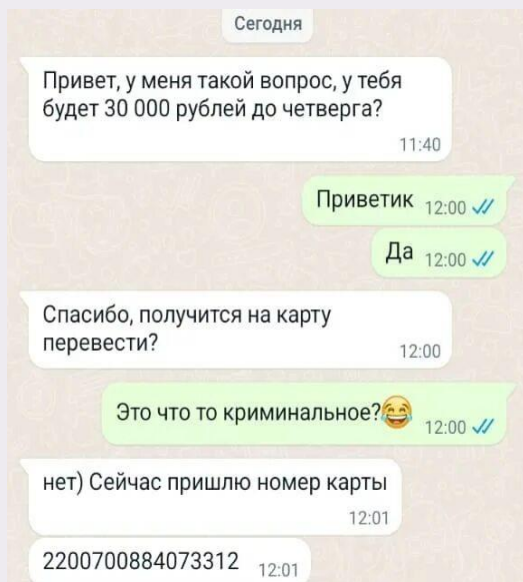 Сегодня
Привет, у меня такой вопрос, у тебя
будет 30 000 рублей до четверга?
11:40
Приветик 12:00
Да 12:00
Спасибо, получится на карту
перевести?
12:00
Это что то криминальное?😂
12:00
нет) Сейчас пришлю номер карты
12:01
2200700884073312 12:01